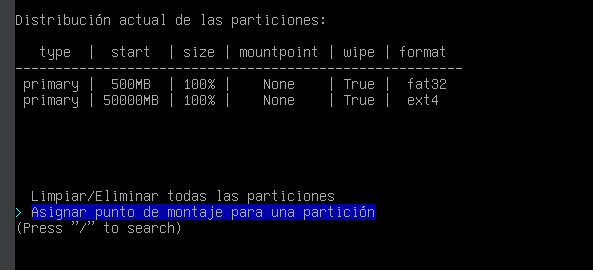 Distribución actual de las particiones:
type | start | size | mountpoint | wipe | format
---------------------------------------------------------
primary | 500MB | 100% | None | True | fat32
primary | 50000MB | 100% | None | True | ext4
Limpiar/Eliminar todas las particiones
> Asignar punto de montaje para una partición
(Press "/" to search)